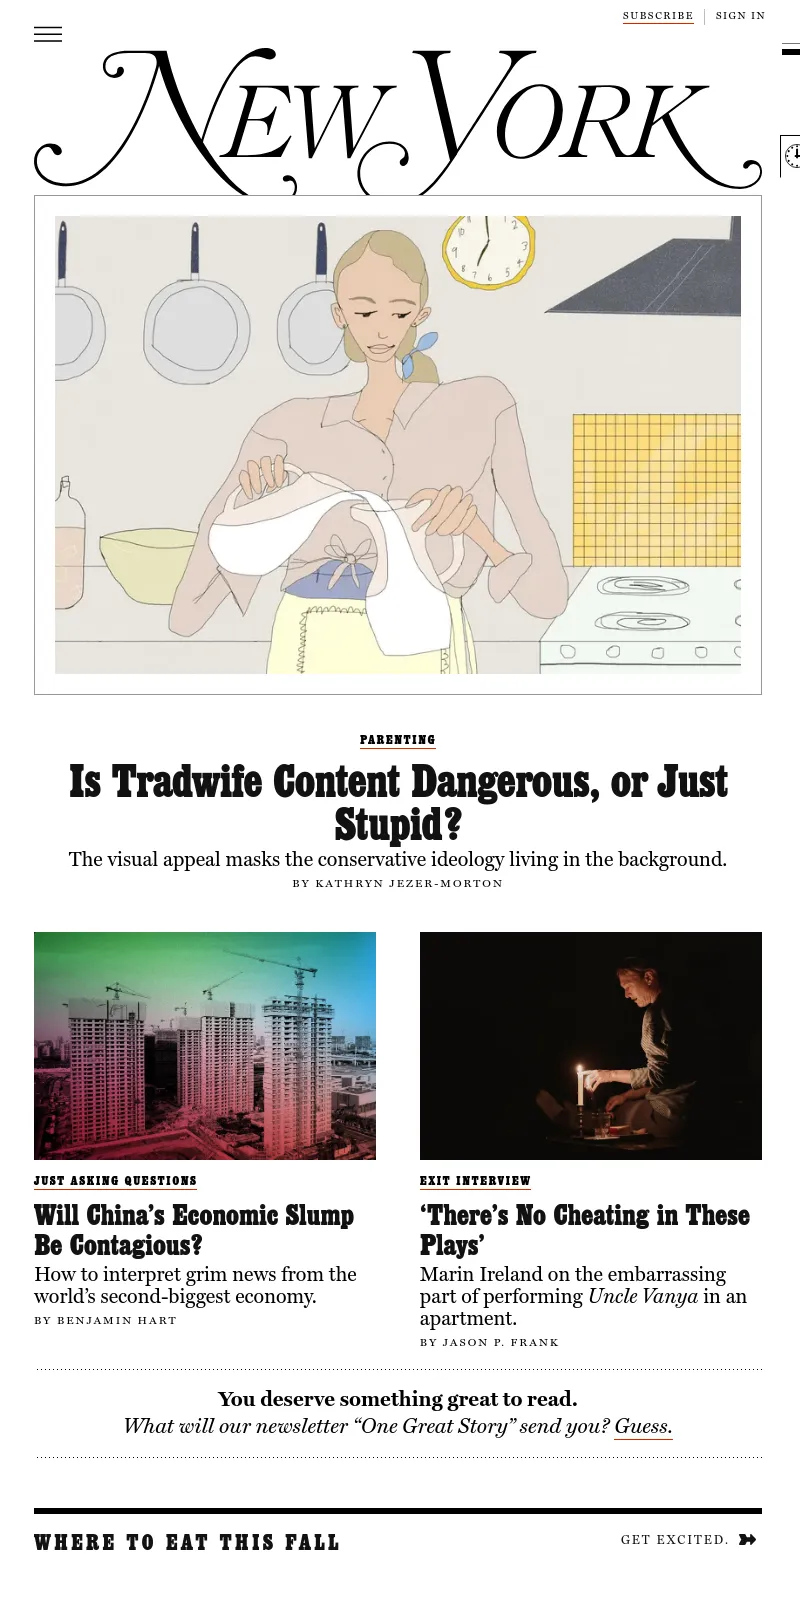 SUBSCRIBE
SIGN IN
NEW YORK
PARENTING
Is Tradwife Content Dangerous, or Just
Stupid?
The visual appeal masks the conservative ideology living in the background.
BY KATHRYN JEZER-MORTON
JUST ASKING QUESTIONS
Will China’s Economic Slump
Be Contagious?
How to interpret grim news from the
world’s second-biggest economy.
BY BENJAMIN HART
EXIT INTERVIEW
‘There’s No Cheating in These
Plays’
Marin Ireland on the embarrassing
part of performing Uncle Vanya in an
apartment.
BY JASON P. FRANK
You deserve something great to read.
What will our newsletter “One Great Story” send you? Guess.
WHERE TO EAT THIS FALL
GET EXCITED.